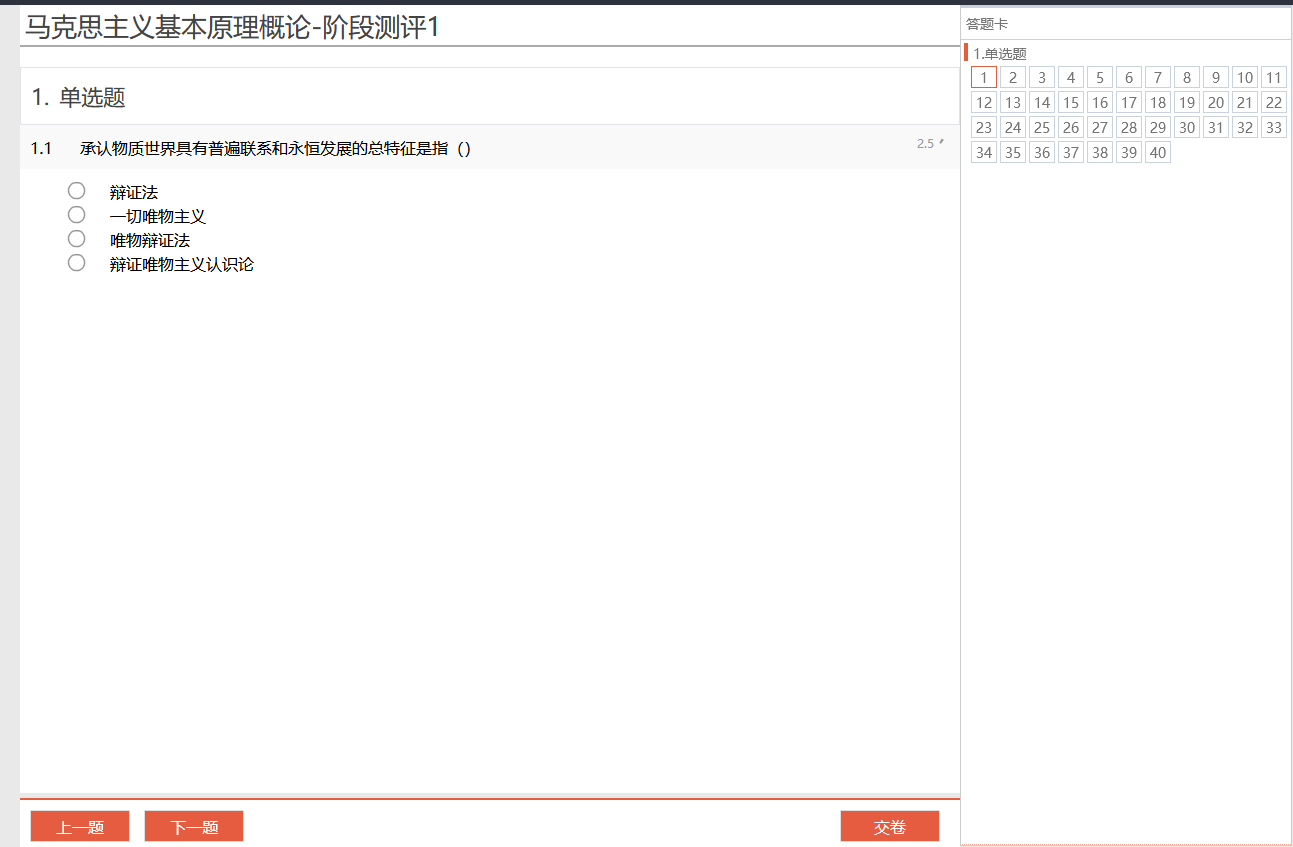 马克思主义基本原理概论-阶段测评1
1. 单选题
1.1 承认物质世界具有普遍联系和永恒发展的总特征是指（）
2.5
辩证法
一切唯物主义
唯物辩证法
辩证唯物主义认识论
上一题 下一题 交卷
答题卡
1.单选题
1 2 3 4 5 6 7 8 9 10 11
12 13 14 15 16 17 18 19 20 21 22
23 24 25 26 27 28 29 30 31 32 33
34 35 36 37 38 39 40